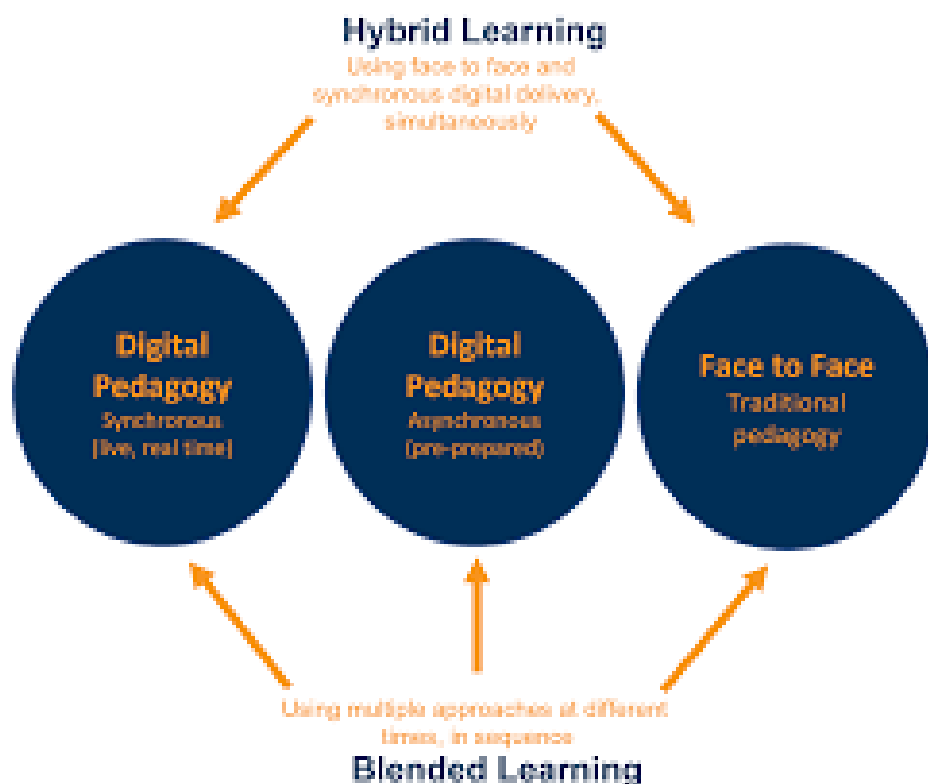 Hybrid Learning
Using face to face and
synchronous digital delivery,
simultaneously
Digital
Pedagogy
Synchronous
(live, real time)
Digital
Pedagogy
Asynchronous
(pre-prepared)
Face to Face
Traditional
pedagogy
Using multiple approaches at different
times, in sequence
Blended Learning